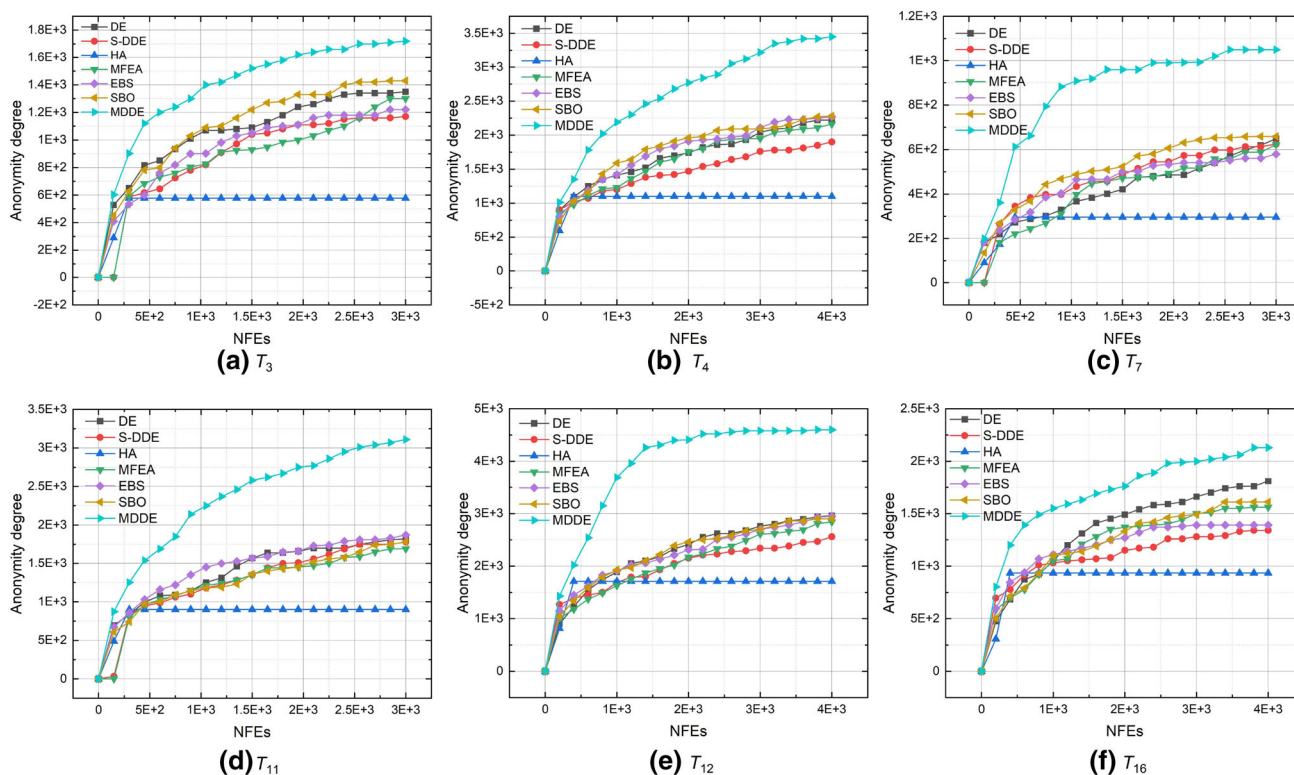 1.8E+3
1.6E+3
1.4E+3
1.2E+3
1E+3
8E+2
6E+2
4E+2
2E+2
0
-2E+2
Anonymity degree
DE
S-DDE
HA
MFEA
EBS
SBO
MDDE
0
5E+2
1E+3
1.5E+3
2E+3
2.5E+3
3E+3
NFEs
(a) T3
4E+3
3.5E+3
3E+3
2.5E+3
2E+3
1.5E+3
1E+3
5E+2
0
-5E+2
Anonymity degree
DE
S-DDE
HA
MFEA
EBS
SBO
MDDE
0
1E+3
2E+3
3E+3
4E+3
NFEs
(b) T4
1.2E+3
1E+3
8E+2
6E+2
4E+2
2E+2
0
Anonymity degree
DE
S-DDE
HA
MFEA
EBS
SBO
MDDE
0
5E+2
1E+3
1.5E+3
2E+3
2.5E+3
3E+3
NFEs
(c) T7
3.5E+3
3E+3
2.5E+3
2E+3
1.5E+3
1E+3
5E+2
0
Anonymity degree
DE
S-DDE
HA
MFEA
EBS
SBO
MDDE
0
5E+2
1E+3
1.5E+3
2E+3
2.5E+3
3E+3
NFEs
(d) T11
5E+3
4E+3
3E+3
2E+3
1E+3
0
Anonymity degree
DE
S-DDE
HA
MFEA
EBS
SBO
MDDE
0
1E+3
2E+3
3E+3
4E+3
NFEs
(e) T12
2.5E+3
2E+3
1.5E+3
1E+3
5E+2
0
Anonymity degree
DE
S-DDE
HA
MFEA
EBS
SBO
MDDE
0
1E+3
2E+3
3E+3
4E+3
NFEs
(f) T16